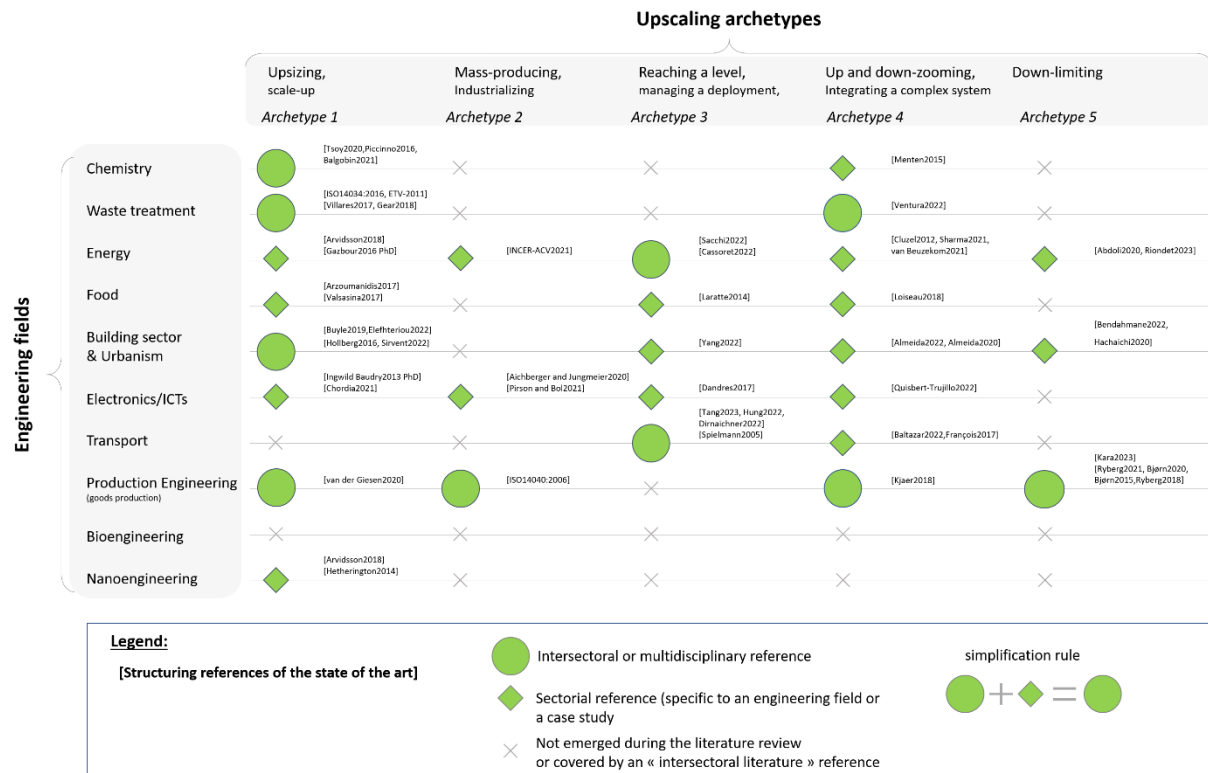 Upscaling archetypes
Upsizing,
scale-up
Archetype 1
Mass-producing,
Industrializing
Archetype 2
Reaching a level,
managing a deployment,
Archetype 3
Up and down-zooming,
Integrating a complex system
Archetype 4
Down-limiting
Archetype 5
Engineering fields
Chemistry
[Tsoy2020,Piccinno2016,
Balgobin2021]
[Menten2015]
Waste treatment
[ISO14034:2016, ETV-2011]
[Villares2017, Gear2018]
[Ventura2022]
Energy
[Arvidsson2018]
[Gazbour2016 PhD]
[INCER-ACV2021]
[Sacchi2022]
[Cassoret2022]
[Cluzel2012, Sharma2021,
van Beuzekom2021]
[Abdoli2020, Riondet2023]
Food
[Arzoumanidis2017]
[Valsasina2017]
[Laratte2014]
[Loiseau2018]
Building sector
& Urbanism
[Buyle2019,Elefhteriou2022]
[Hollberg2016, Sirvent2022]
[Yang2022]
[Almeida2022, Almeida2020]
[Bendahmane2022,
Hachaichi2020]
Electronics/ICTs
[Ingwild Baudry2013 PhD]
[Chordia2021]
[Aichberger and Jungmeier2020]
[Pirson and Bol2021]
[Dandres2017]
[Quisbert-Trujillo2022]
Transport
[Tang2023, Hung2022,
Dirnaichner2022]
[Spielmann2005]
[Baltazar2022,François2017]
Production Engineering
(goods production)
[van der Giesen2020]
[ISO14040:2006]
[Kjaer2018]
[Kara2023]
[Ryberg2021, Bjørn2020,
Bjørn2015,Ryberg2018]
Bioengineering
Nanoengineering
[Arvidsson2018]
[Hetherington2014]
Legend:
[Structuring references of the state of the art]
Intersectoral or multidisciplinary reference
Sectorial reference (specific to an engineering field or
a case study
Not emerged during the literature review
or covered by an « intersectoral literature » reference
simplification rule